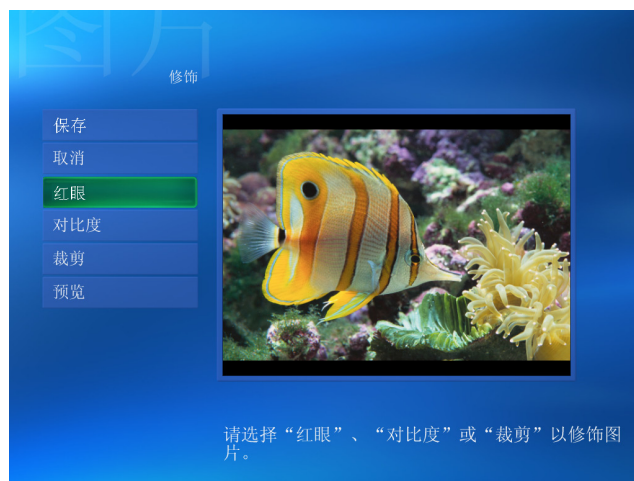 图片
修饰
保存
取消
红眼
对比度
裁剪
预览
请选择“红眼”、“对比度”或“裁剪”以修饰图
片。